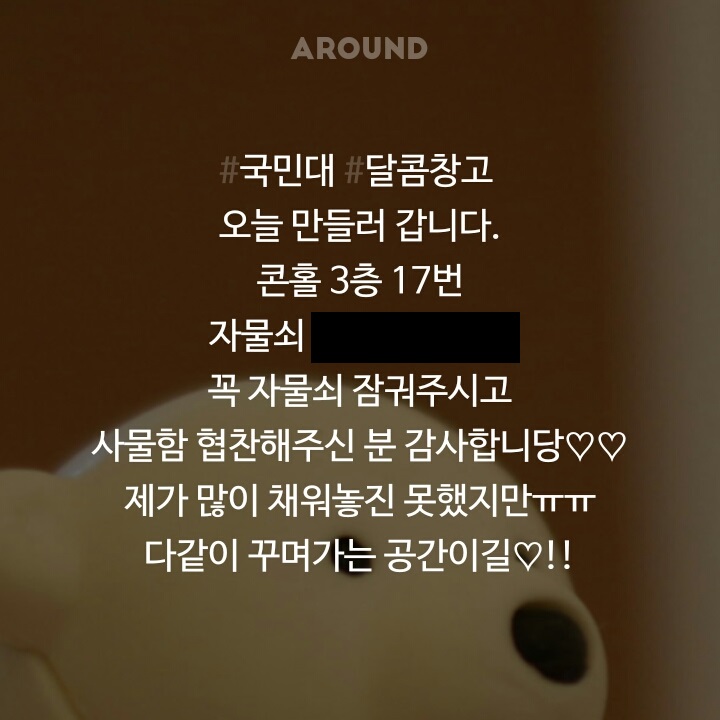 AROUND
#국민대 #달콤창고
오늘 만들러 갑니다.
콘홀 3층 17번
자물쇠
꼭 자물쇠 잠궈주시고
사물함 협찬해주신 분 감사합니당♡♡
제가 많이 채워놓진 못했지만ㅠㅠ
다같이 꾸며가는 공간이길♡!!